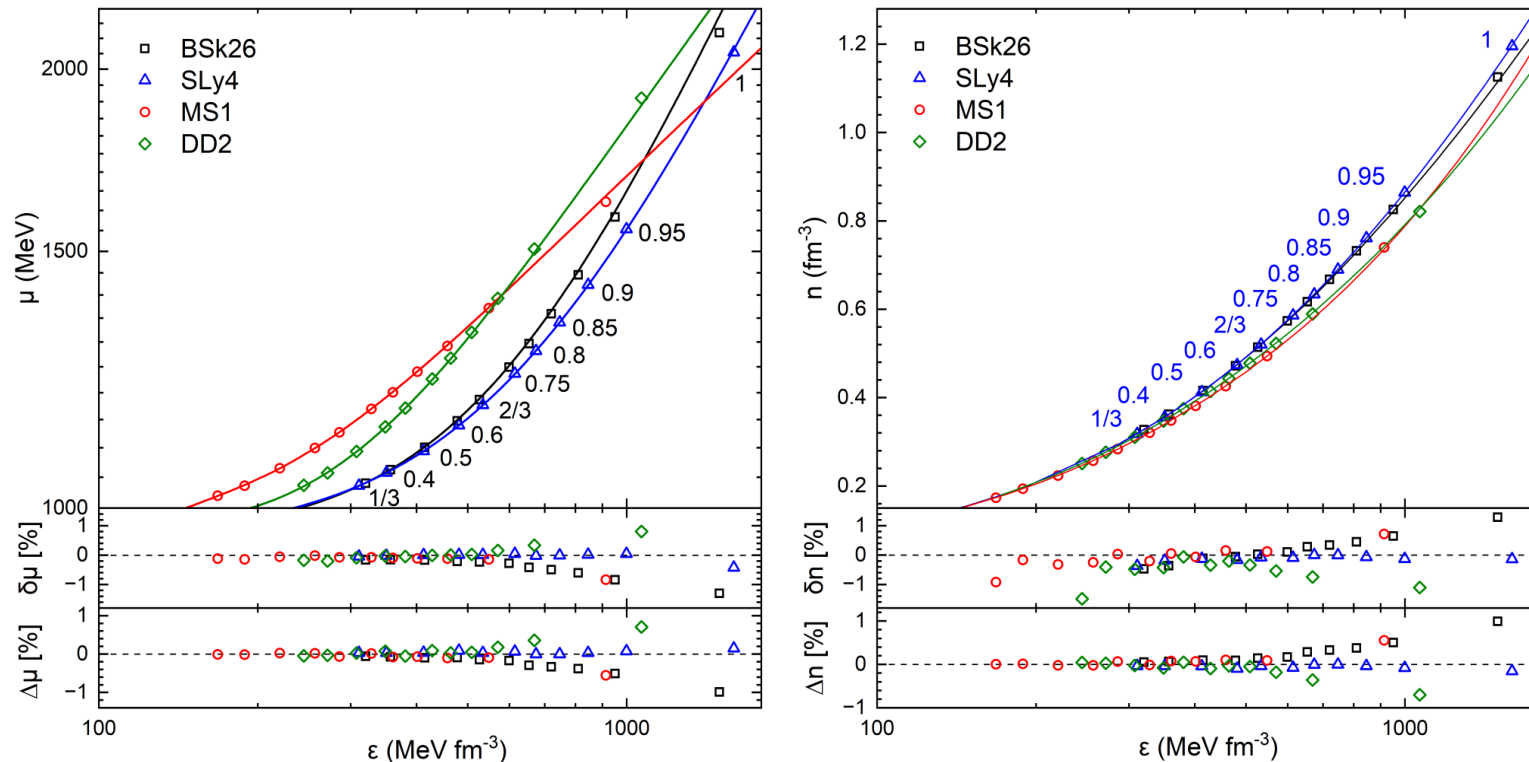 BSk26
SLy4
MS1
DD2
2000
1500
1000
μ (MeV)
1
0.95
0.9
0.85
0.8
0.75
2/3
0.6
0.5
0.4
1/3
δμ [%]
1
0
−1
Δμ [%]
1
0
−1
100
1000
ε (MeV fm⁻³)
BSk26
SLy4
MS1
DD2
1.2
1.0
0.8
0.6
0.4
0.2
n (fm⁻³)
1
0.95
0.9
0.85
0.8
0.75
2/3
0.6
0.5
0.4
1/3
δn [%]
1
0
−1
Δn [%]
1
0
−1
100
1000
ε (MeV fm⁻³)